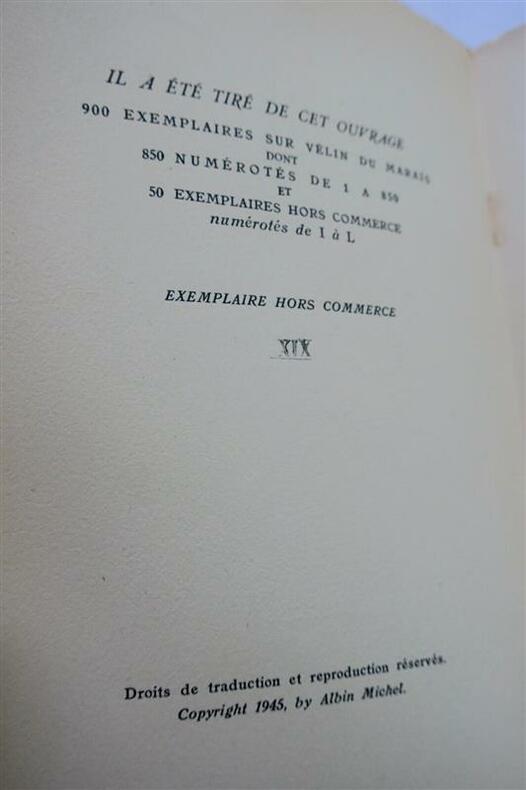 IL A ÉTÉ TIRÉ DE CET OUVRAGE
900 EXEMPLAIRES SUR VÉLIN DU MARAIS
DONT
850 NUMÉROTÉS DE 1 A 850
ET
50 EXEMPLAIRES HORS COMMERCE
numérotés de I à L
EXEMPLAIRE HORS COMMERCE
XIX
Droits de traduction et reproduction réservés.
Copyright 1945, by Albin Michel.